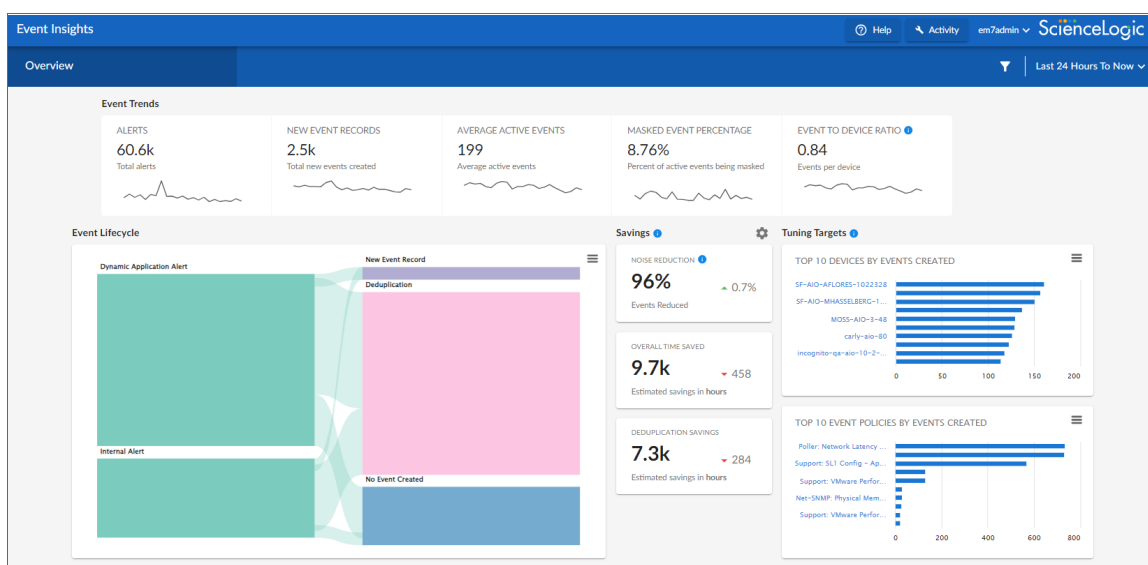 Event Insights
Help
Activity
em7admin
ScienceLogic
Overview
Last 24 Hours To Now
Event Trends
ALERTS
60.6k
Total alerts
NEW EVENT RECORDS
2.5k
Total new events created
AVERAGE ACTIVE EVENTS
199
Average active events
MASKED EVENT PERCENTAGE
8.76%
Percent of active events being masked
EVENT TO DEVICE RATIO
0.84
Events per device
Event Lifecycle
Dynamic Application Alert
Internal Alert
New Event Record
Deduplication
No Event Created
Savings
NOISE REDUCTION
96%
0.7%
Events Reduced
OVERALL TIME SAVED
9.7k
458
Estimated savings in hours
DEDUPLICATION SAVINGS
7.3k
284
Estimated savings in hours
Tuning Targets
TOP 10 DEVICES BY EVENTS CREATED
SF-AIO-AFLORES-1022328
SF-AIO-MHASSELBERG-1...
MOSS-AIO-3-48
carly-aio-80
incognito-qa-aio-10-2-...
0 50 100 150 200
TOP 10 EVENT POLICIES BY EVENTS CREATED
Poller: Network Latency ...
Support: SL1 Config - Ap...
Support: VMware Perfor...
Net-SNMP: Physical Mem...
Support: VMware Perfor...
0 200 400 600 800